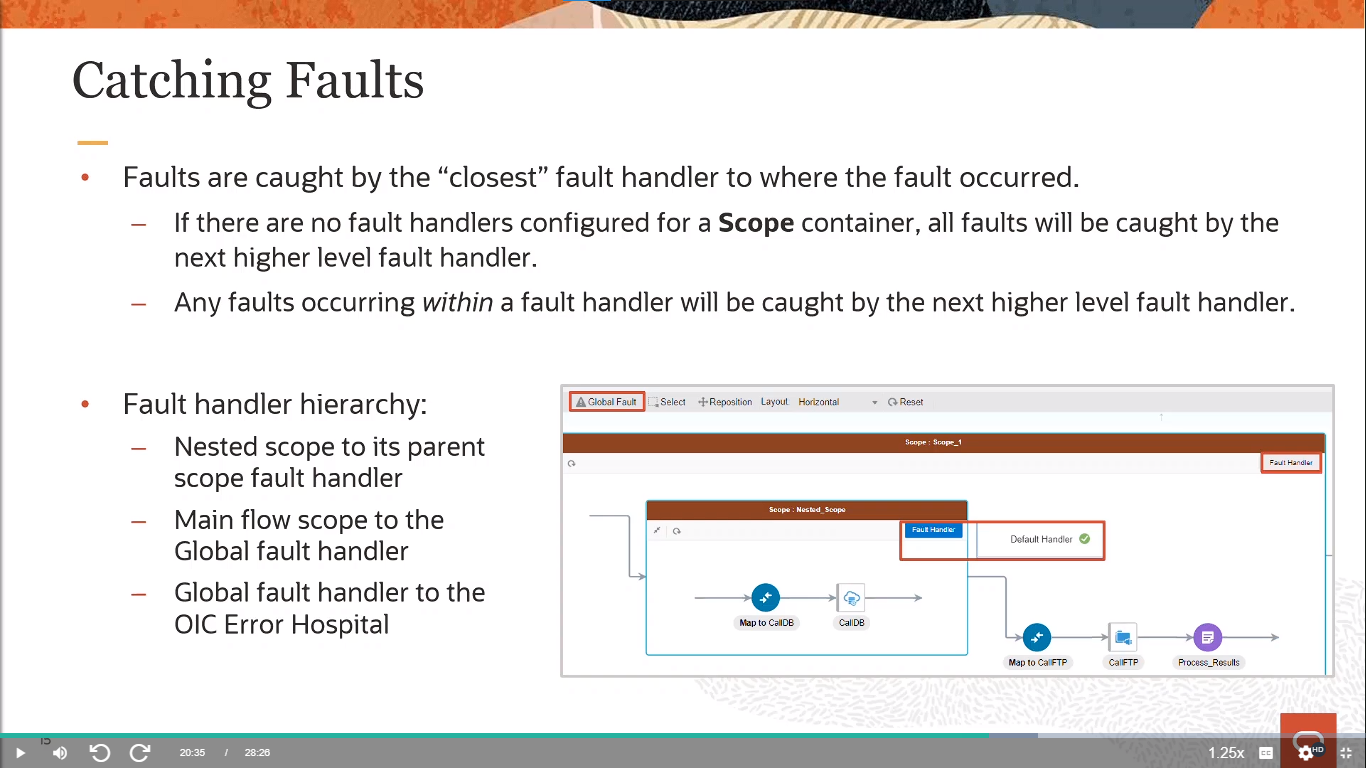 Catching Faults
• Faults are caught by the “closest” fault handler to where the fault occurred.
– If there are no fault handlers configured for a Scope container, all faults will be caught by the
next higher level fault handler.
– Any faults occurring within a fault handler will be caught by the next higher level fault handler.
• Fault handler hierarchy:
– Nested scope to its parent
scope fault handler
– Main flow scope to the
Global fault handler
– Global fault handler to the
OIC Error Hospital
Global Fault Select Reposition Layout: Horizontal Reset
Scope : Scope_1
Fault Handler
Scope : Nested_Scope
Fault Handler
Default Handler
Map to CallDB CallDB
Map to CallFTP CallFTP Process_Results
15
20:35 / 28:26 1.25x CC HD